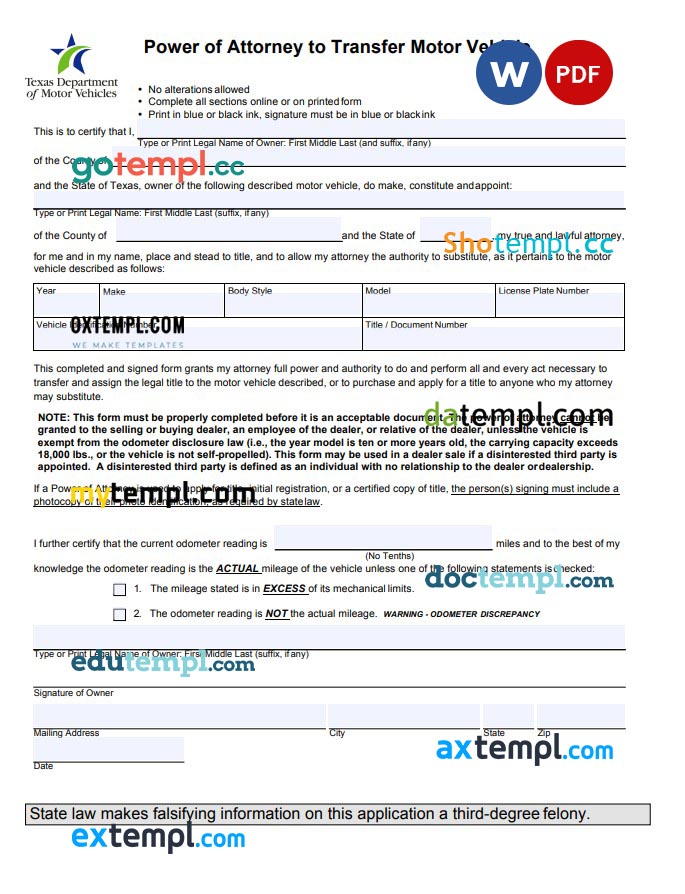 Power of Attorney to Transfer Motor Vehicle
W PDF
Texas Department
of Motor Vehicles
• No alterations allowed
• Complete all sections online or on printed form
• Print in blue or black ink, signature must be in blue or black ink
This is to certify that I,
Type or Print Legal Name of Owner: First Middle Last (and suffix, if any)
of the County of
gotempl.cc
and the State of Texas, owner of the following described motor vehicle, do make, constitute and appoint:
Type or Print Legal Name: First Middle Last (suffix, if any)
of the County of and the State of , my true and lawful attorney,
Shotempl.cc
for me and in my name, place and stead to title, and to allow my attorney the authority to substitute, as it pertains to the motor
vehicle described as follows:
Year Make Body Style Model License Plate Number
Vehicle Identification Number Title / Document Number
OXTEMPL.COM
WE MAKE TEMPLATES
This completed and signed form grants my attorney full power and authority to do and perform all and every act necessary to
transfer and assign the legal title to the motor vehicle described, or to purchase and apply for a title to anyone who my attorney
may substitute.
datempl.com
NOTE: This form must be properly completed before it is an acceptable document. The power of attorney cannot be
granted to the selling or buying dealer, an employee of the dealer, or relative of the dealer, unless the vehicle is
exempt from the odometer disclosure law (i.e., the year model is ten or more years old, the carrying capacity exceeds
18,000 lbs., or the vehicle is not self-propelled). This form may be used in a dealer sale if a disinterested third party is
appointed. A disinterested third party is defined as an individual with no relationship to the dealer or dealership.
If a Power of Attorney is used to apply for title, initial registration, or a certified copy of title, the person(s) signing must include a
mytempl.com
photocopy of their photo identification, as required by state law.
I further certify that the current odometer reading is miles and to the best of my
(No Tenths)
knowledge the odometer reading is the ACTUAL mileage of the vehicle unless one of the following statements is checked:
doctempl.com
1. The mileage stated is in EXCESS of its mechanical limits.
2. The odometer reading is NOT the actual mileage. WARNING - ODOMETER DISCREPANCY
Type or Print Legal Name of Owner: First Middle Last (suffix, if any)
edutempl.com
Signature of Owner
Mailing Address City State Zip
axtempl.com
Date
State law makes falsifying information on this application a third-degree felony.
extempl.com